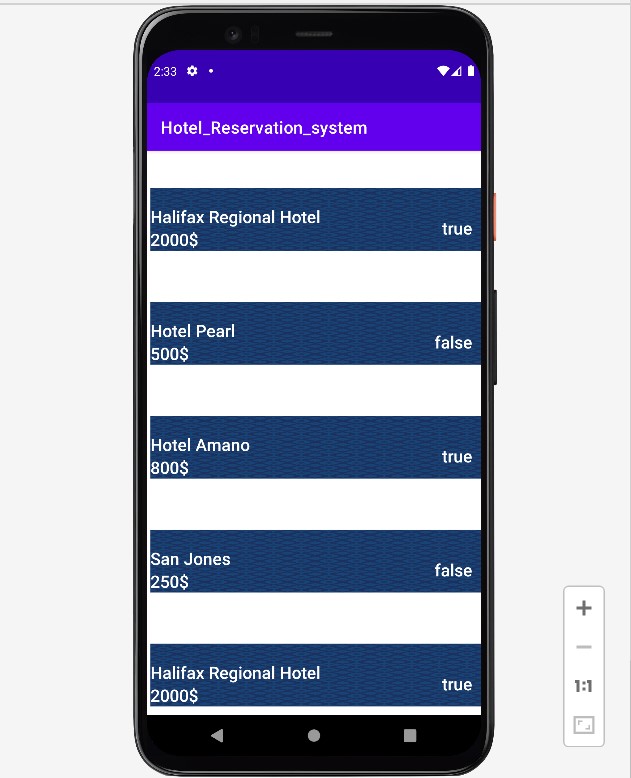 2:33
Hotel_Reservation_system
Halifax Regional Hotel
2000$
true
Hotel Pearl
500$
false
Hotel Amano
800$
true
San Jones
250$
false
Halifax Regional Hotel
2000$
true
1:1